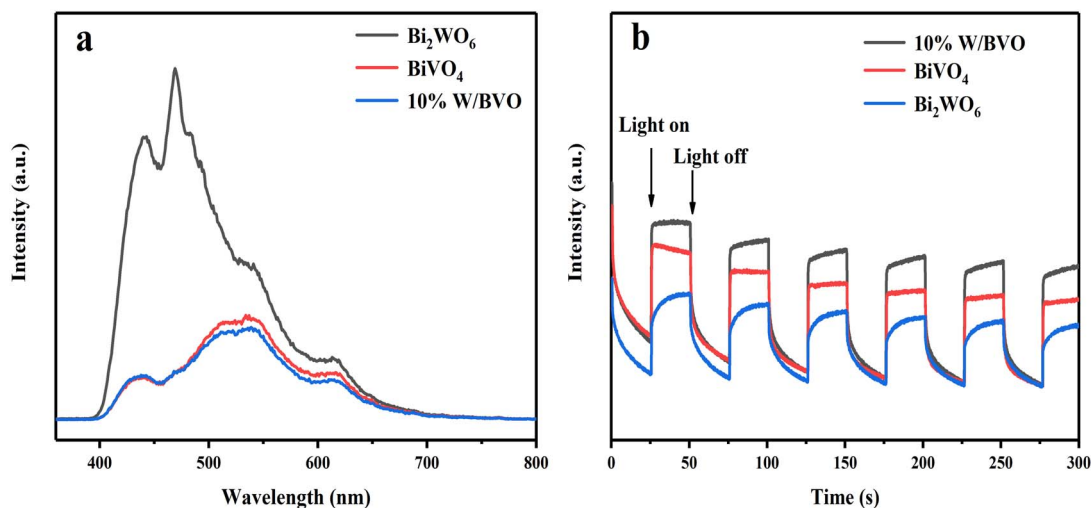 a
Bi₂WO₆
BiVO₄
10% W/BVO
Intensity (a.u.)
400 500 600 700 800
Wavelength (nm)
b
10% W/BVO
BiVO₄
Bi₂WO₆
Light on
Light off
Intensity (a.u.)
0 50 100 150 200 250 300
Time (s)